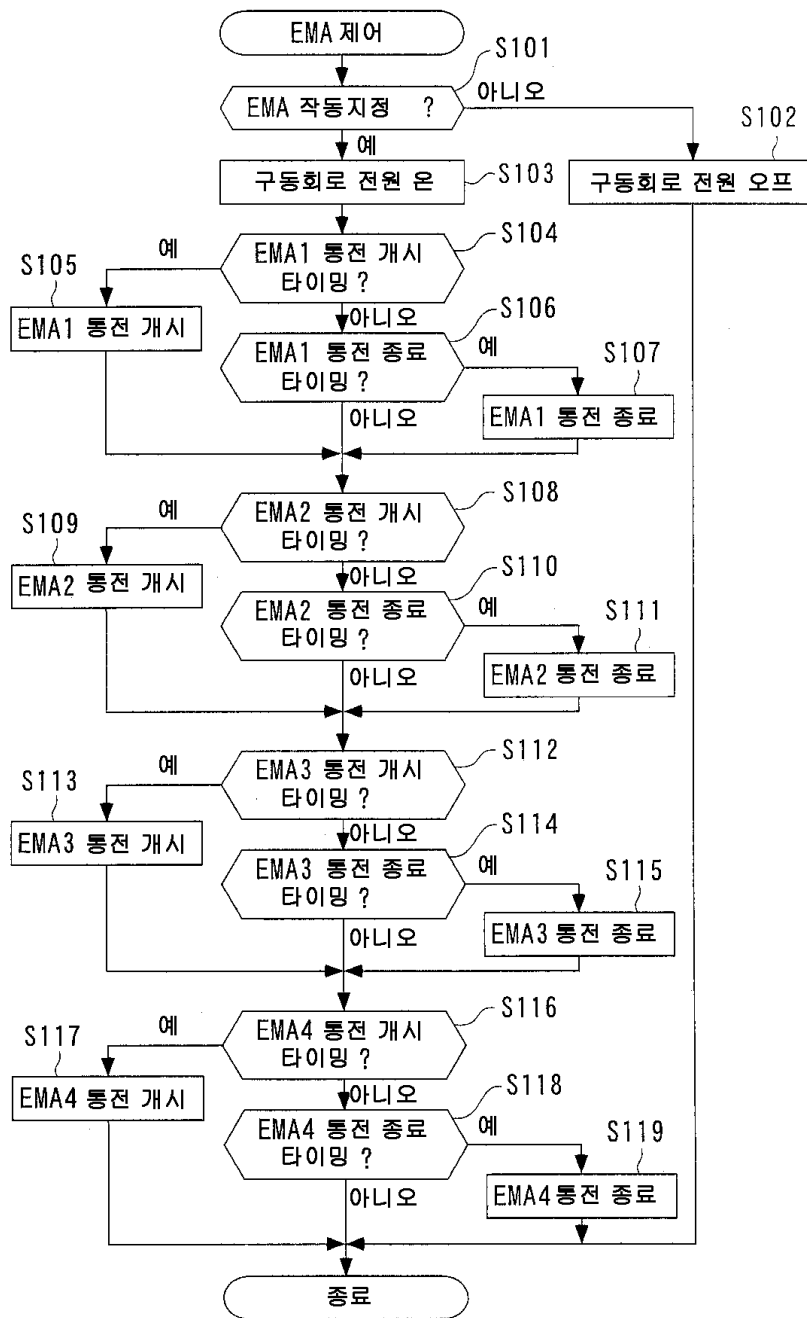 EMA 제어
S101
EMA 작동지정 ?
아니오
예
S102
구동회로 전원 온
S103
구동회로 전원 오프
S104
EMA1 통전 개시
타이밍 ?
예
S105
EMA1 통전 개시
아니오
S106
EMA1 통전 종료
타이밍 ?
예
S107
EMA1 통전 종료
아니오
S108
EMA2 통전 개시
타이밍 ?
예
S109
EMA2 통전 개시
아니오
S110
EMA2 통전 종료
타이밍 ?
예
S111
EMA2 통전 종료
아니오
S112
EMA3 통전 개시
타이밍 ?
예
S113
EMA3 통전 개시
아니오
S114
EMA3 통전 종료
타이밍 ?
예
S115
EMA3 통전 종료
아니오
S116
EMA4 통전 개시
타이밍 ?
예
S117
EMA4 통전 개시
아니오
S118
EMA4 통전 종료
타이밍 ?
예
S119
EMA4 통전 종료
아니오
종료